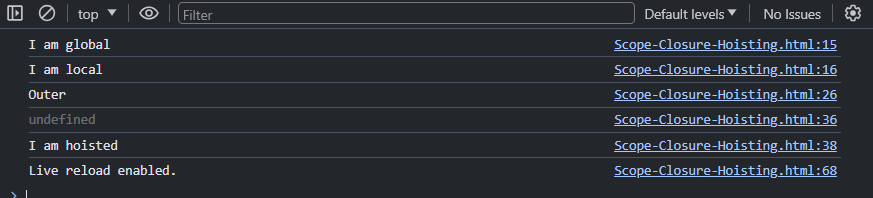 top ▼ Filter Default levels ▼ No Issues
I am global Scope-Closure-Hoisting.html:15
I am local Scope-Closure-Hoisting.html:16
Outer Scope-Closure-Hoisting.html:26
undefined Scope-Closure-Hoisting.html:36
I am hoisted Scope-Closure-Hoisting.html:38
Live reload enabled. Scope-Closure-Hoisting.html:68
>